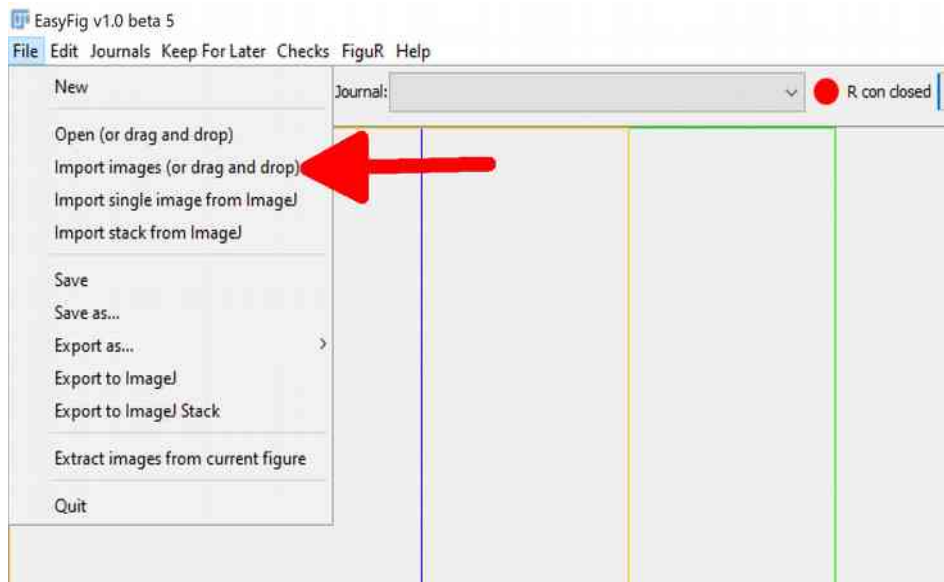 EasyFig v1.0 beta 5
File Edit Journals Keep For Later Checks FiguR Help
New
Journal:
R con closed
Open (or drag and drop)
Import images (or drag and drop)
Import single image from ImageJ
Import stack from ImageJ
Save
Save as...
Export as...
Export to ImageJ
Export to ImageJ Stack
Extract images from current figure
Quit